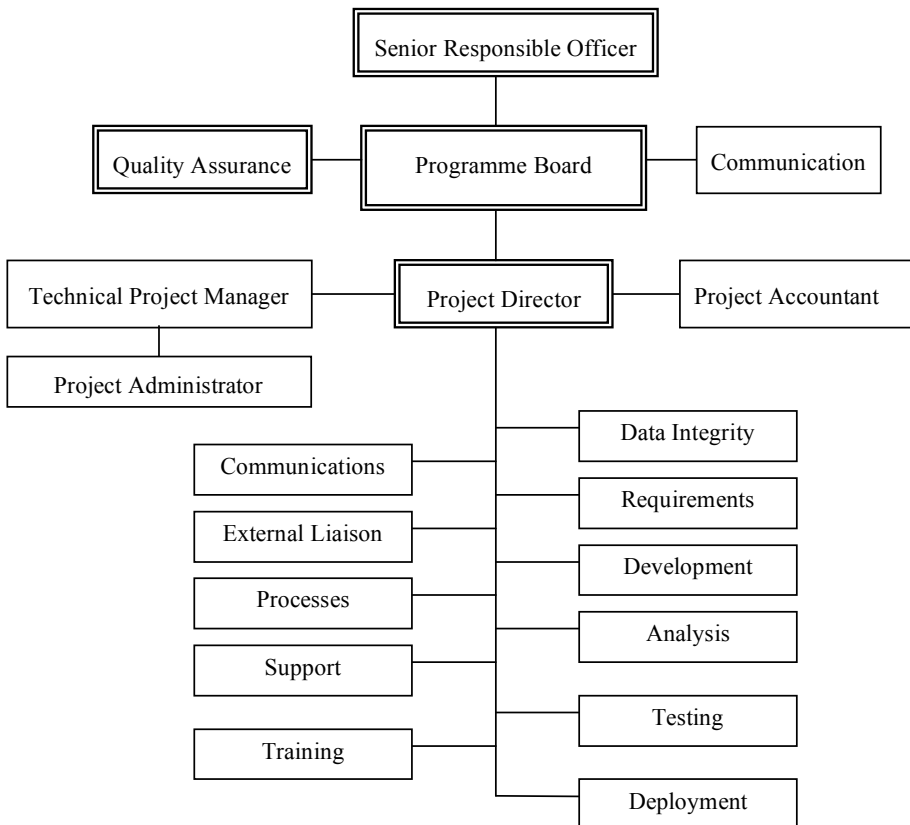 Senior Responsible Officer
Quality Assurance
Programme Board
Communication
Technical Project Manager
Project Director
Project Accountant
Project Administrator
Data Integrity
Communications
Requirements
External Liaison
Development
Processes
Analysis
Support
Testing
Training
Deployment